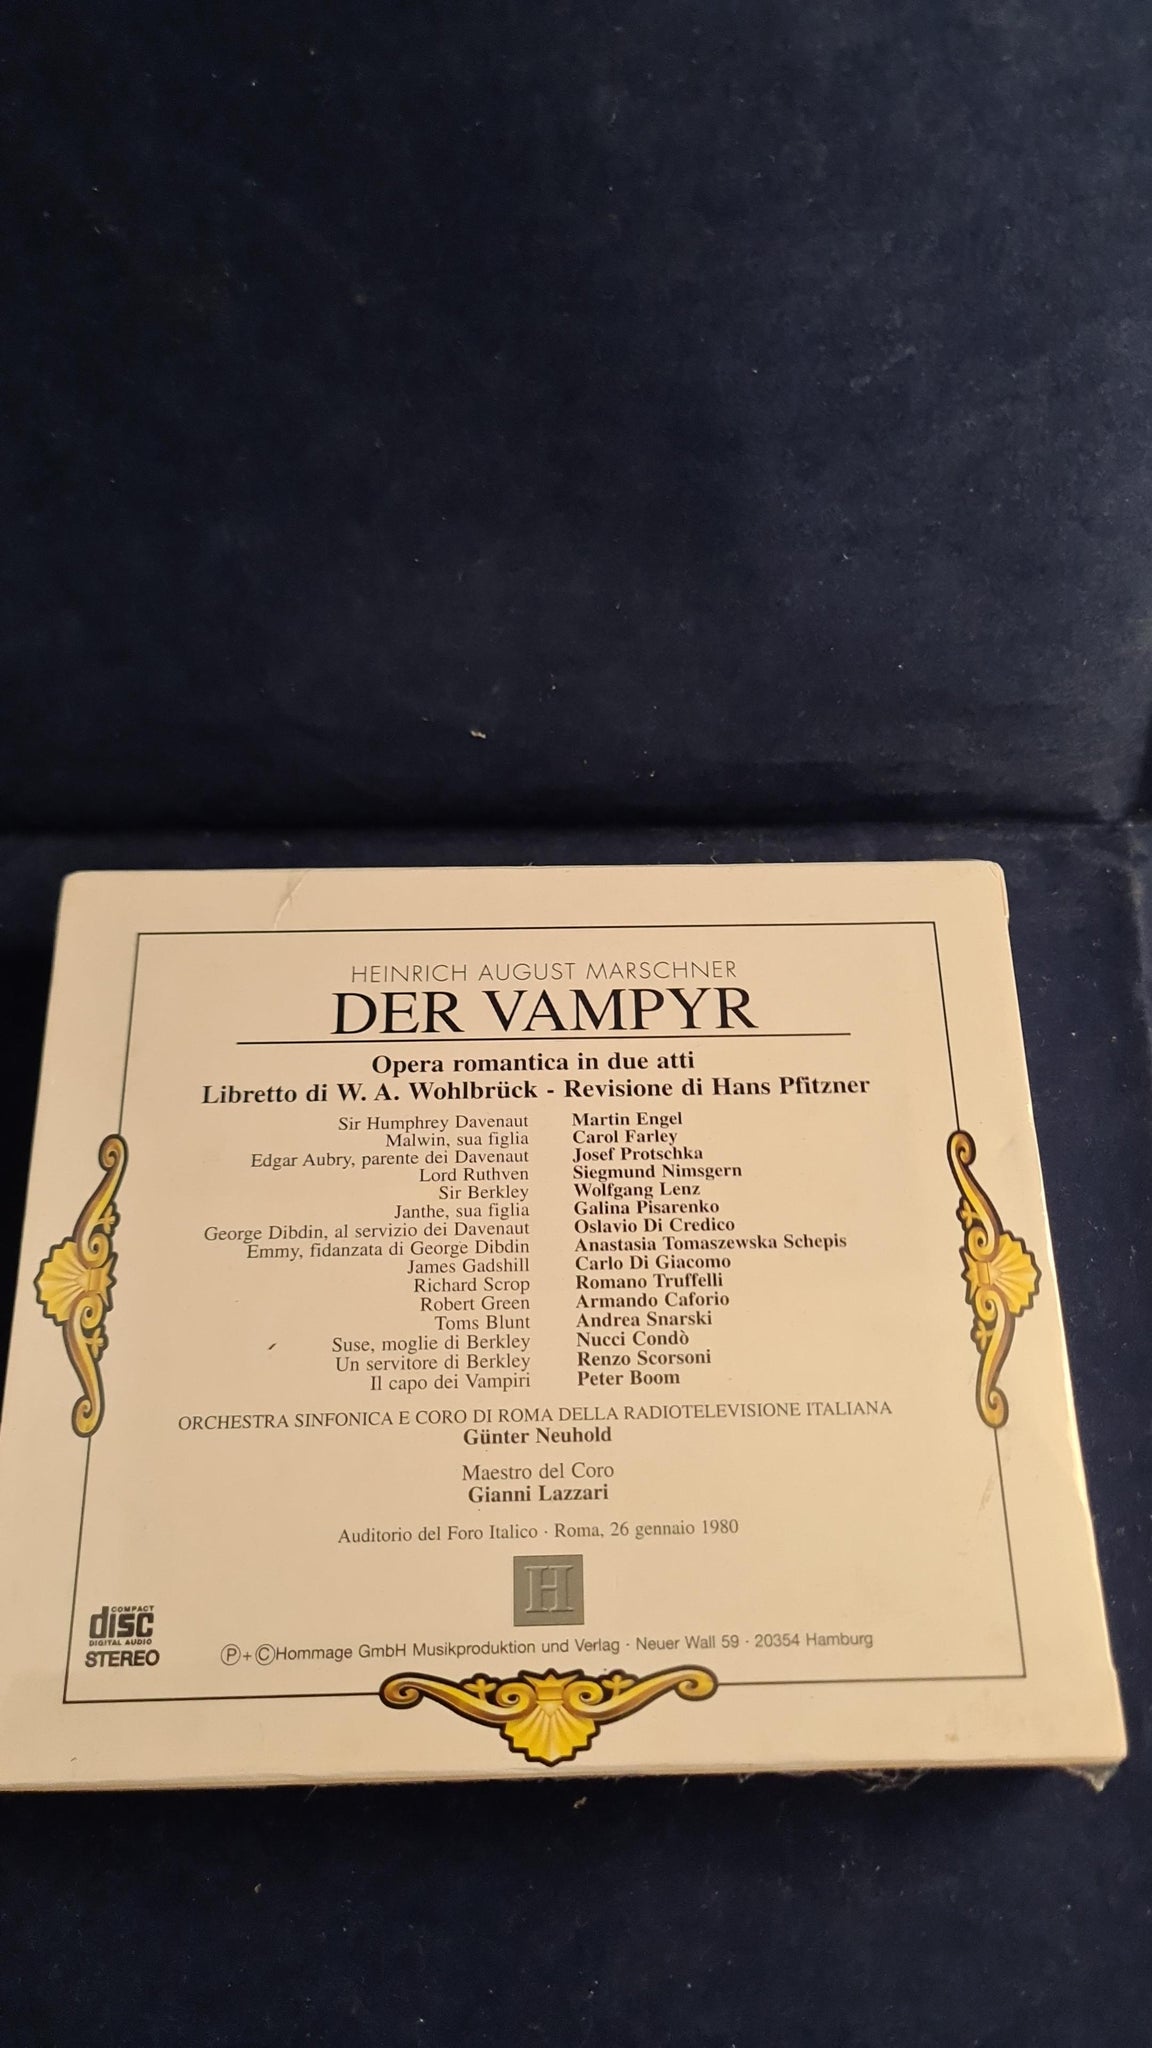 HEINRICH AUGUST MARSCHNER
DER VAMPYR
Opera romantica in due atti
Libretto di W. A. Wohlbrück - Revisione di Hans Pfitzner
Sir Humphrey Davenaut Martin Engel
Malwin, sua figlia Carol Farley
Edgar Aubry, parente dei Davenaut Josef Protschka
Lord Ruthven Siegmund Nimsgern
Sir Berkley Wolfgang Lenz
Janthe, sua figlia Galina Pisarenko
George Dibdin, al servizio dei Davenaut Oslavio Di Credico
Emmy, fidanzata di George Dibdin Anastasia Tomaszewska Schepis
James Gadshill Carlo Di Giacomo
Richard Scrop Romano Truffelli
Robert Green Armando Caforio
Toms Blunt Andrea Snarski
Suse, moglie di Berkley Nucci Condò
Un servitore di Berkley Renzo Scorsoni
Il capo dei Vampiri Peter Boom
ORCHESTRA SINFONICA E CORO DI ROMA DELLA RADIOTELEVISIONE ITALIANA
Günter Neuhold
Maestro del Coro
Gianni Lazzari
Auditorio del Foro Italico · Roma, 26 gennaio 1980
H
COMPACT
disc
DIGITAL AUDIO
STEREO
Ⓟ+ⒸHommage GmbH Musikproduktion und Verlag · Neuer Wall 59 · 20354 Hamburg